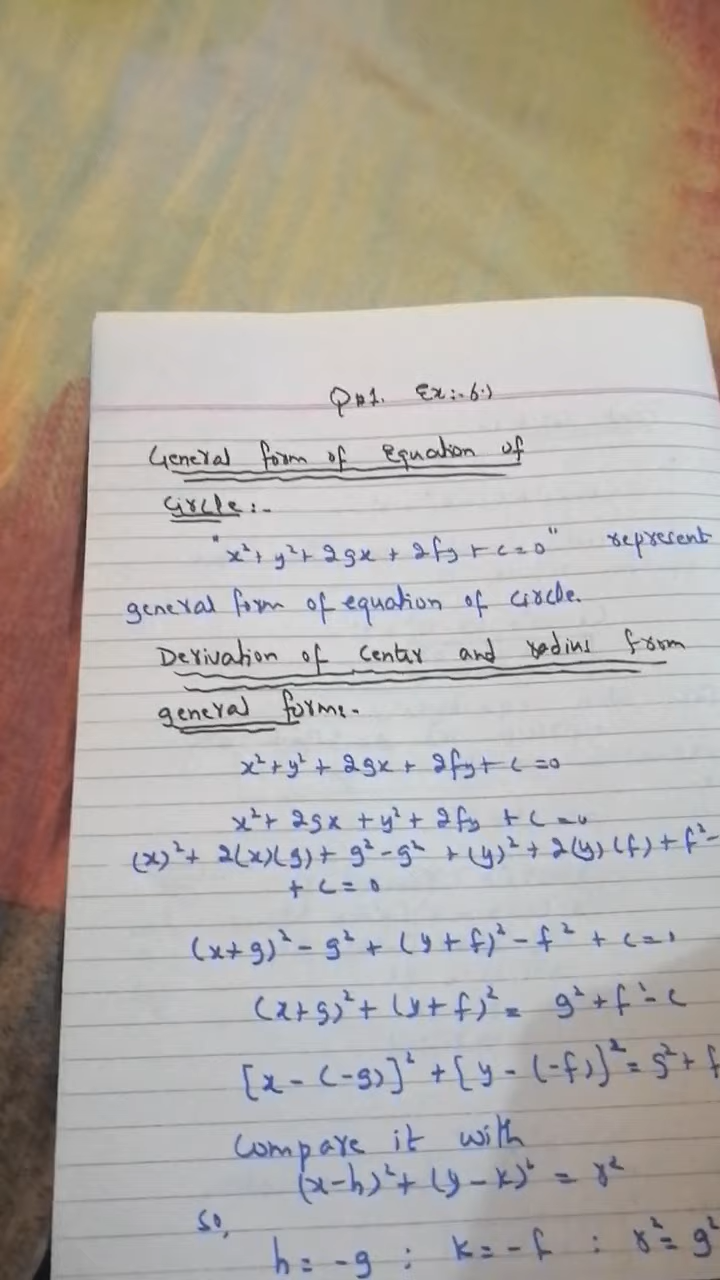 Q#1. Ex:-6.1
General form of Equation of
Circle:-
"x²+y²+2gx+2fy+c=0" represent
general form of equation of circle.
Derivation of center and radius from
general form:-
x²+y²+2gx+2fy+c=0
x²+2gx+y²+2fy+c=0
(x)²+2(x)(g)+g²-g²+(y)²+2(y)(f)+f²-
+c=0
(x+g)²-g²+(y+f)²-f²+c=0
(x+g)²+(y+f)²= g²+f²-c
[x-(-g)]²+[y-(-f)]²=g²+f
Compare it with
(x-h)²+(y-k)²=r²
So,
h=-g ; k=-f ; r²=g²